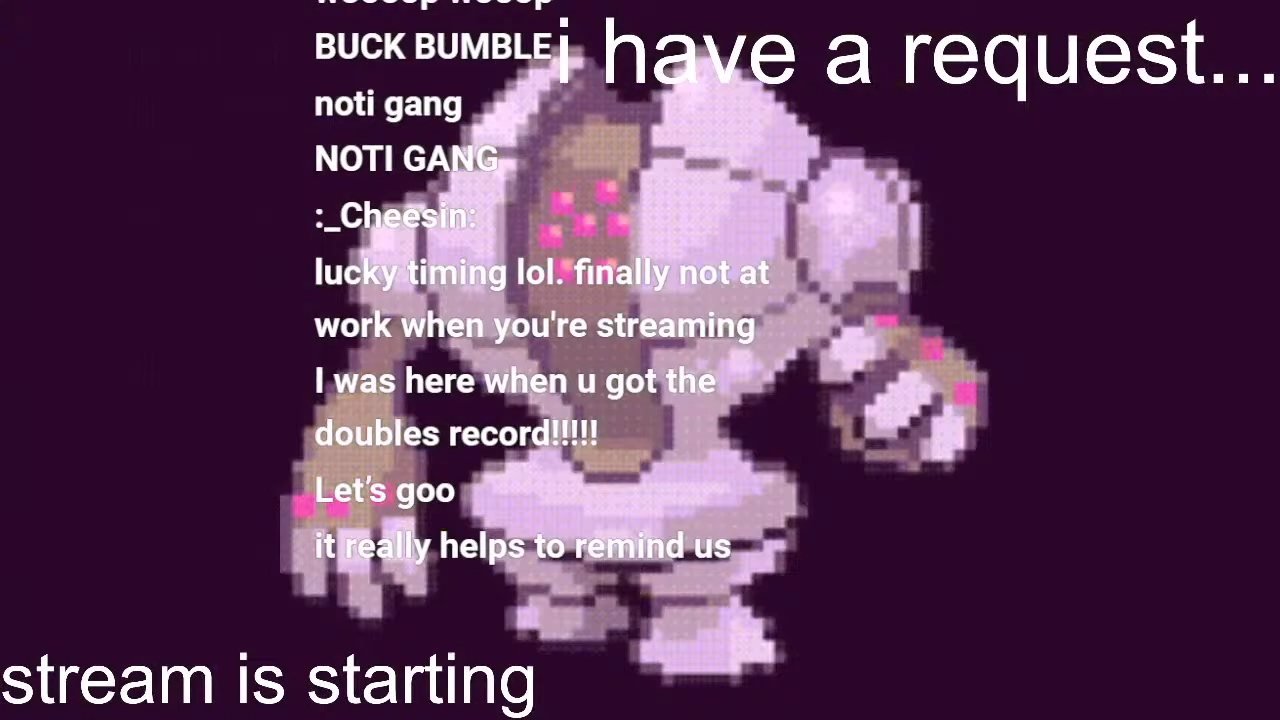 woooop woooop
BUCK BUMBLE
i have a request...
noti gang
NOTI GANG
:_Cheesin:
lucky timing lol. finally not at
work when you're streaming
I was here when u got the
doubles record!!!!!
Let’s goo
it really helps to remind us
stream is starting